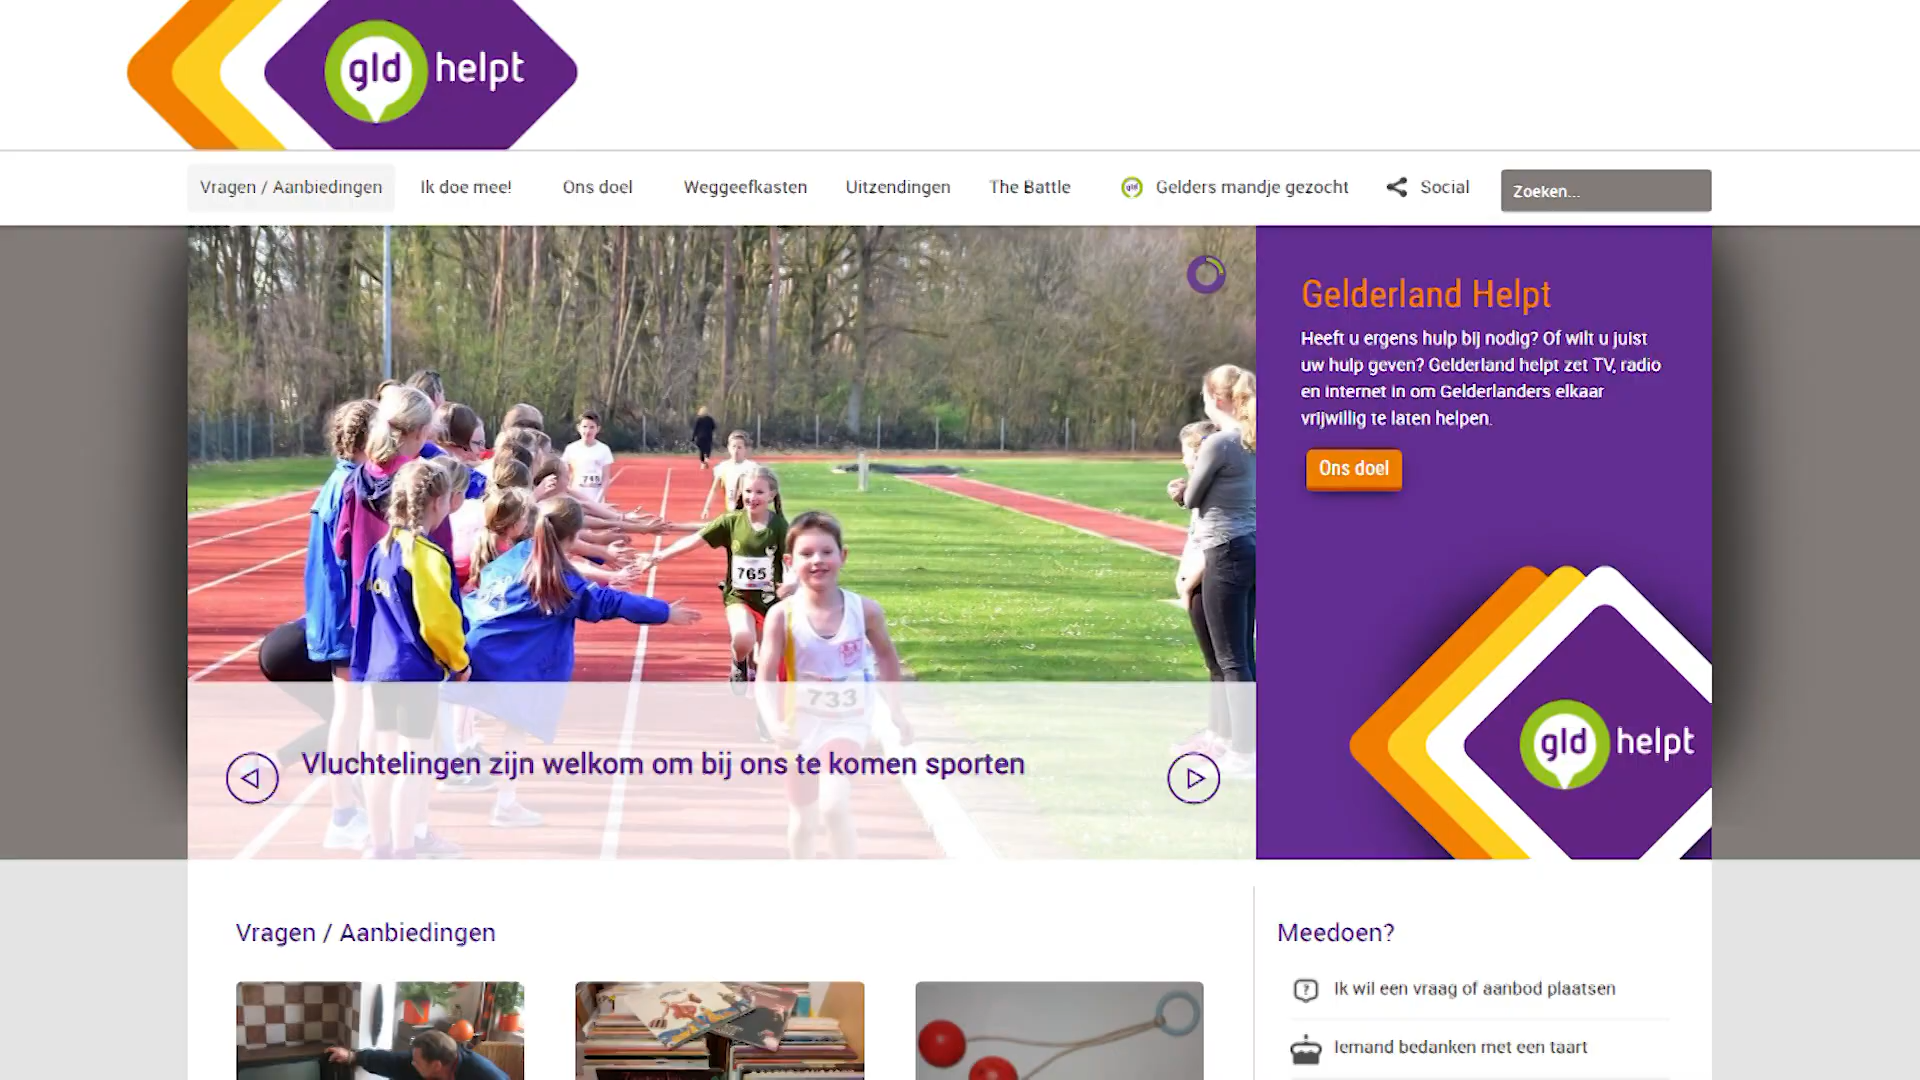 gld helpt
Vragen / Aanbiedingen
Ik doe mee!
Ons doel
Weggeefkasten
Uitzendingen
The Battle
gld
Gelders mandje gezocht
Social
Zoeken...
Gelderland Helpt
Heeft u ergens hulp bij nodig? Of wilt u juist
uw hulp geven? Gelderland helpt zet TV, radio
en internet in om Gelderlanders elkaar
vrijwillig te laten helpen.
Ons doel
765
733
Vluchtelingen zijn welkom om bij ons te komen sporten
gld helpt
Vragen / Aanbiedingen
Meedoen?
Ik wil een vraag of aanbod plaatsen
Iemand bedanken met een taart